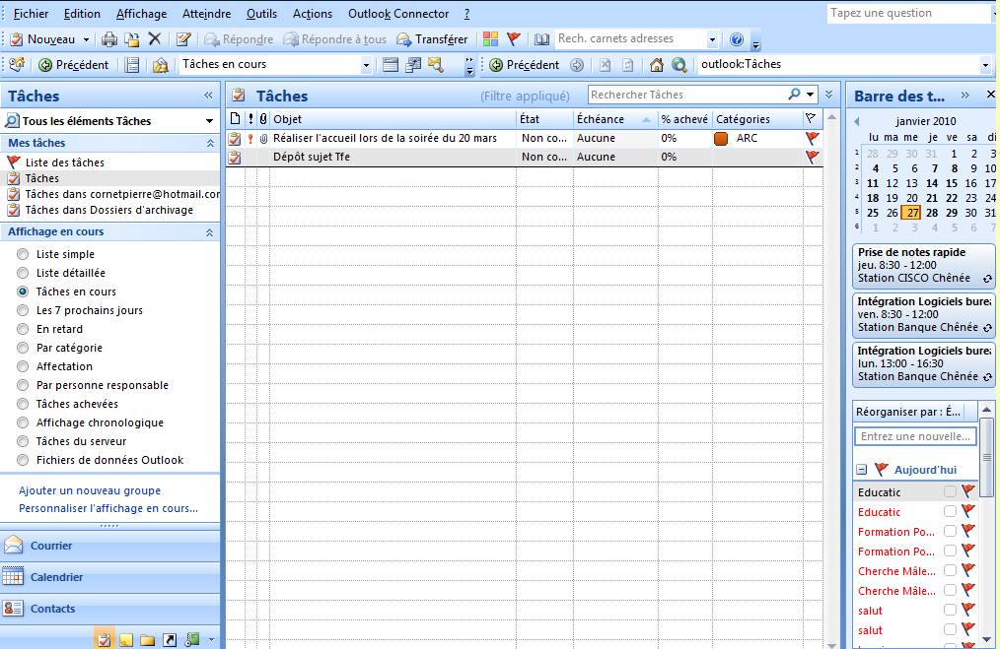 Fichier Edition Affichage Atteindre Outils Actions Outlook Connector ? Tapez une question
Nouveau Répondre Répondre à tous Transférer Rech. carnets adresses
Précédent Tâches en cours Précédent outlook:Tâches
Tâches «
Tous les éléments Tâches
Mes tâches
Liste des tâches
Tâches
Tâches dans cornetpierre@hotmail.cor
Tâches dans Dossiers d'archivage
Affichage en cours
Liste simple
Liste détaillée
Tâches en cours
Les 7 prochains jours
En retard
Par catégorie
Affectation
Par personne responsable
Tâches achevées
Affichage chronologique
Tâches du serveur
Fichiers de données Outlook
Ajouter un nouveau groupe
Personnaliser l'affichage en cours...
Courrier
Calendrier
Contacts
Tâches (Filtre appliqué) Rechercher Tâches
! Objet État Échéance % achevé Catégories
! Réaliser l'accueil lors de la soirée du 20 mars Non co... Aucune 0% ARC
Dépôt sujet Tfe Non co... Aucune 0%
Barre des t... »
janvier 2010
lu ma me je ve sa di
1 28 29 30 31 1 2 3
2 4 5 6 7 8 9 10
3 11 12 13 14 15 16 17
4 18 19 20 21 22 23 24
5 25 26 27 28 29 30 31
6 1 2 3 4 5 6 7
Prise de notes rapide
jeu. 8:30 - 12:00
Station CISCO Chênée
Intégration Logiciels bure
ven. 8:30 - 12:00
Station Banque Chênée
Intégration Logiciels bure
lun. 13:00 - 16:30
Station Banque Chênée
Réorganiser par : É...
Entrez une nouvelle...
Aujourd'hui
Educatic
Educatic
Formation Po...
Formation Po...
Cherche Mâle...
Cherche Mâle...
salut
salut